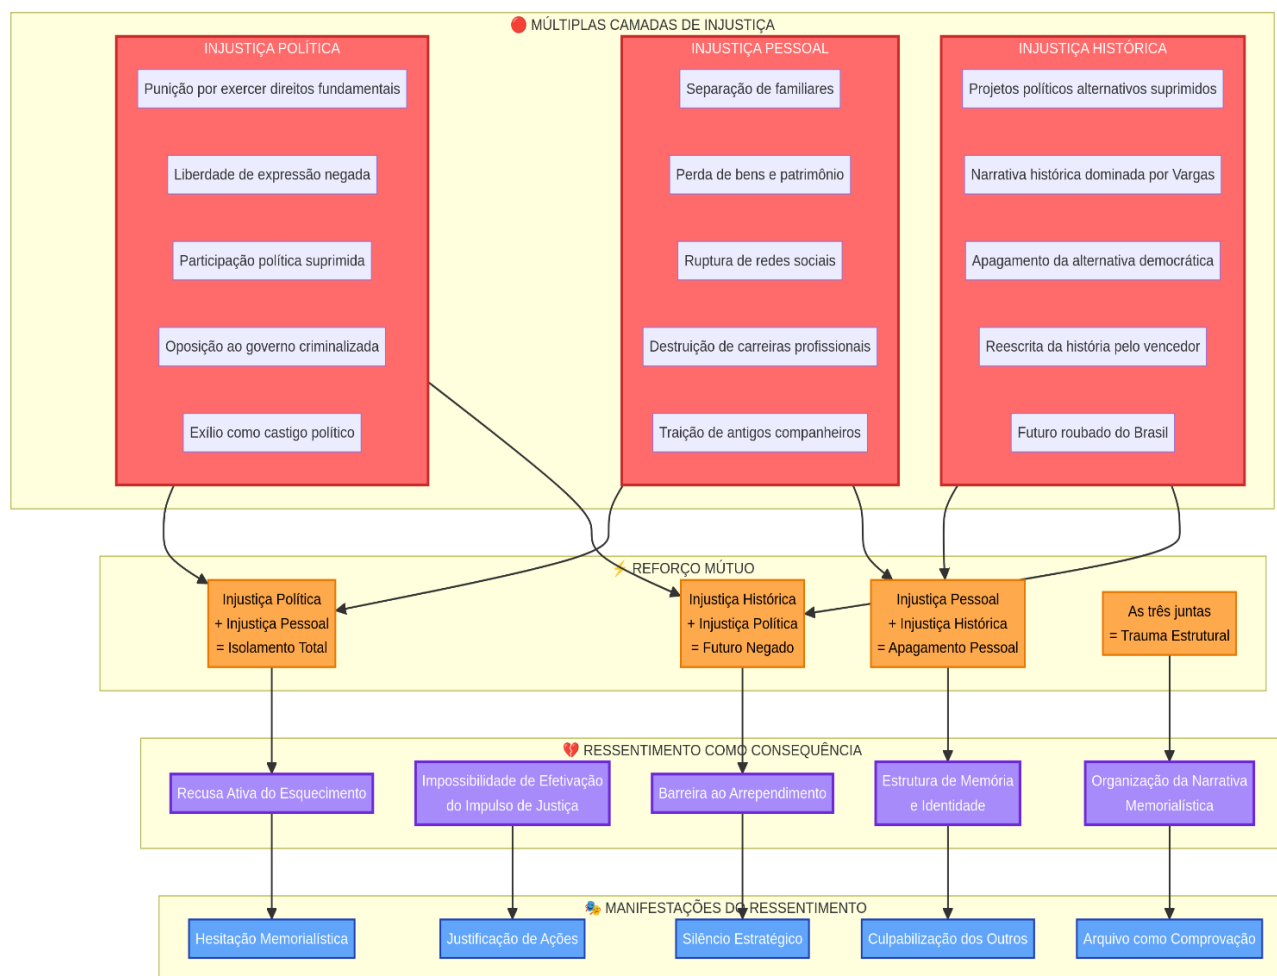 🔴 MÚLTIPLAS CAMADAS DE INJUSTIÇA
INJUSTIÇA POLÍTICA
Punição por exercer direitos fundamentais
Liberdade de expressão negada
Participação política suprimida
Oposição ao governo criminalizada
Exílio como castigo político
INJUSTIÇA PESSOAL
Separação de familiares
Perda de bens e patrimônio
Ruptura de redes sociais
Destruição de carreiras profissionais
Traição de antigos companheiros
INJUSTIÇA HISTÓRICA
Projetos políticos alternativos suprimidos
Narrativa histórica dominada por Vargas
Apagamento da alternativa democrática
Reescrita da história pelo vencedor
Futuro roubado do Brasil
⚡ REFORÇO MÚTUO
Injustiça Política
+ Injustiça Pessoal
= Isolamento Total
Injustiça Histórica
+ Injustiça Política
= Futuro Negado
Injustiça Pessoal
+ Injustiça Histórica
= Apagamento Pessoal
As três juntas
= Trauma Estrutural
💔 RESSENTIMENTO COMO CONSEQUÊNCIA
Recusa Ativa do Esquecimento
Impossibilidade de Efetivação
do Impulso de Justiça
Barreira ao Arrependimento
Estrutura de Memória
e Identidade
Organização da Narrativa
Memorialística
🎭 MANIFESTAÇÕES DO RESSENTIMENTO
Hesitação Memorialística
Justificação de Ações
Silêncio Estratégico
Culpabilização dos Outros
Arquivo como Comprovação